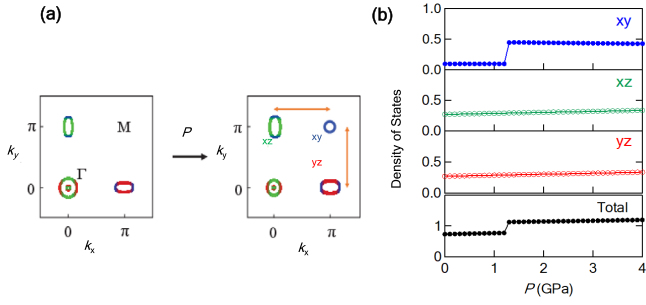 (a)
π
M
k_y
Γ
0
0
π
k_x
P
π
xz
xy
k_y
yz
0
0
π
k_x
(b)
Density of States
1.0
xy
0.5
0.0
xz
0.5
0.0
yz
0.5
0.0
Total
1
0
0 1 2 3 4
P (GPa)